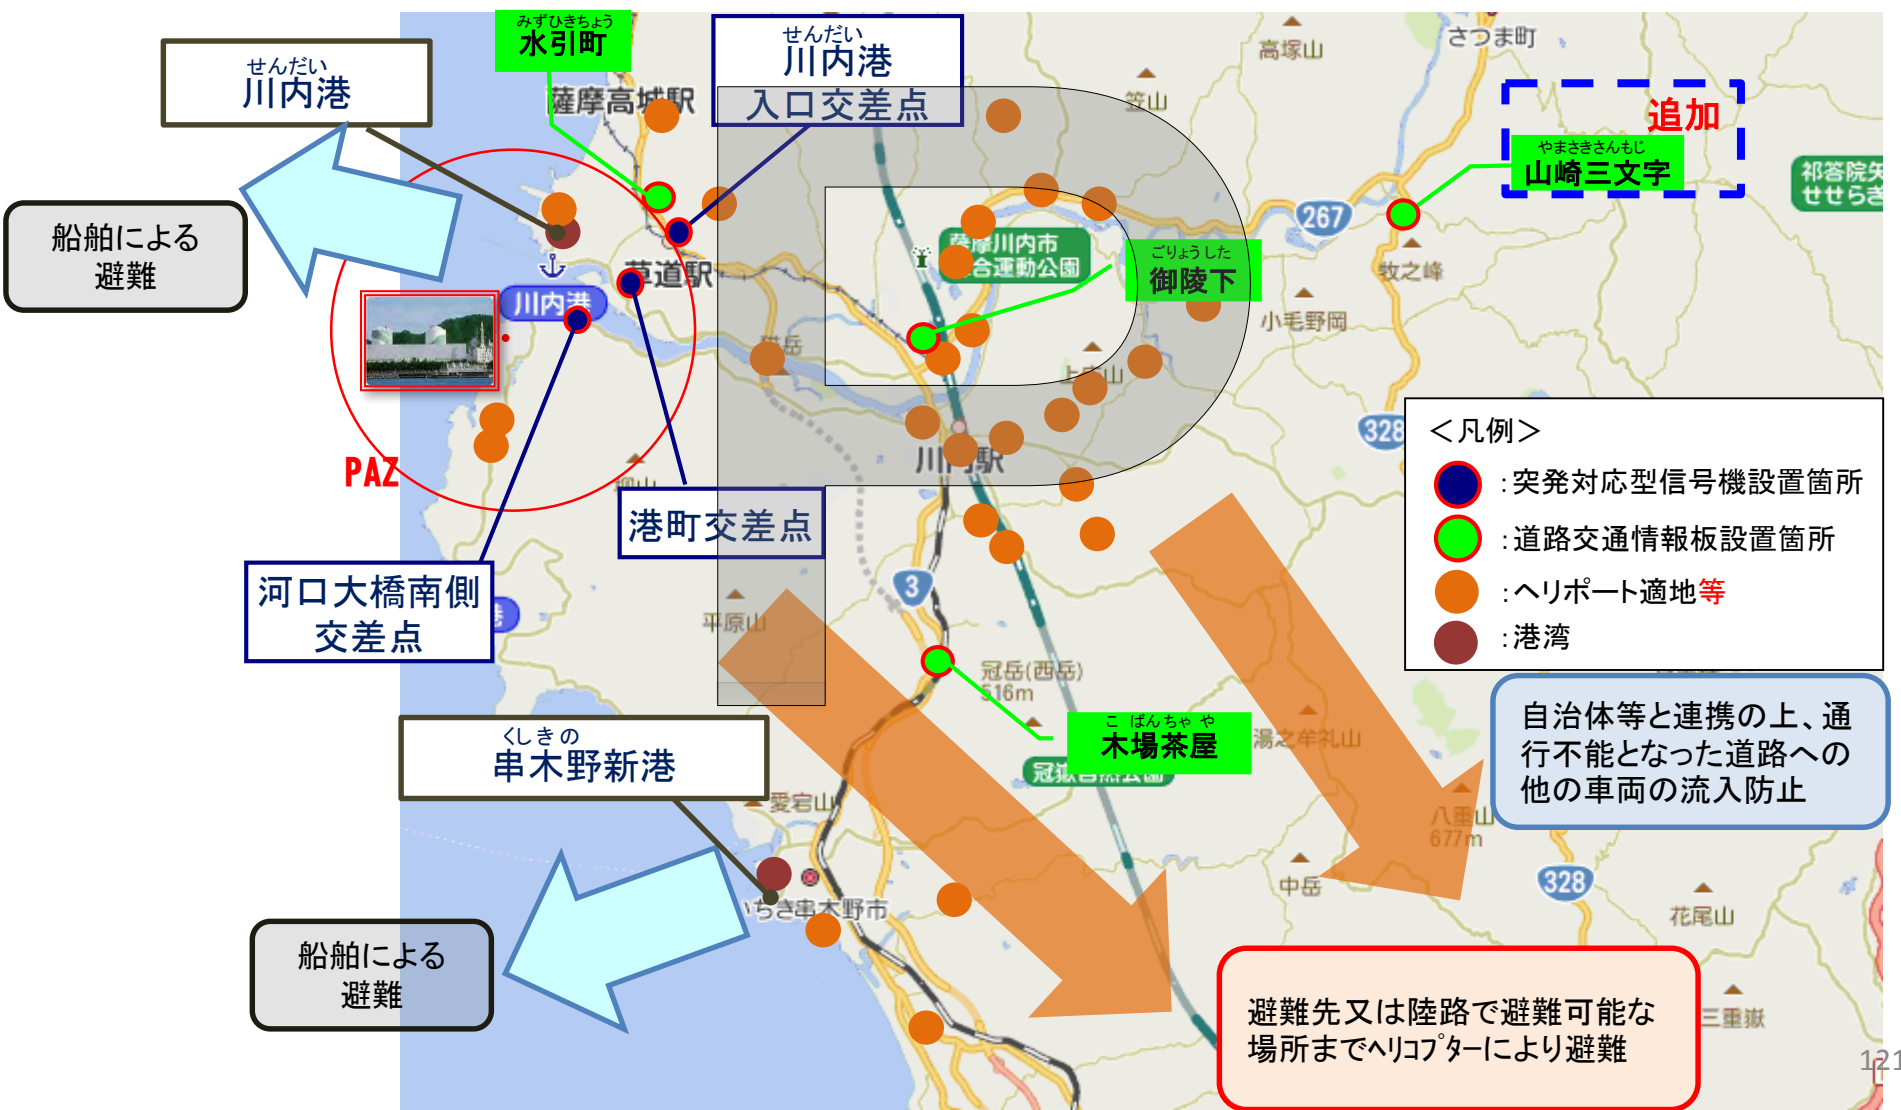 みずひきちょう
水引町
せんだい
川内港
せんだい
川内港
入口交差点
さつま町
高塚山
笠山
薩摩高城駅
追加
やまさきさんもじ
山崎三文字
267
船舶による
避難
薩摩川内市
ごりょうした
御陵下
牧之峰
草道駅
川内港
小毛野岡
PAZ
328
川内駅
港町交差点
河口大橋南側
交差点
3
平原山
冠岳(西岳)
516m
こばんちゃや
木場茶屋
湯之牟礼山
くしきの
串木野新港
愛宕山
八重山
677m
中岳
328
花尾山
三重嶽
船舶による
避難
<凡例>
:突発対応型信号機設置箇所
:道路交通情報板設置箇所
:ヘリポート適地等
:港湾
自治体等と連携の上、通
行不能となった道路への
他の車両の流入防止
避難先又は陸路で避難可能な
場所までヘリコプターにより避難
121